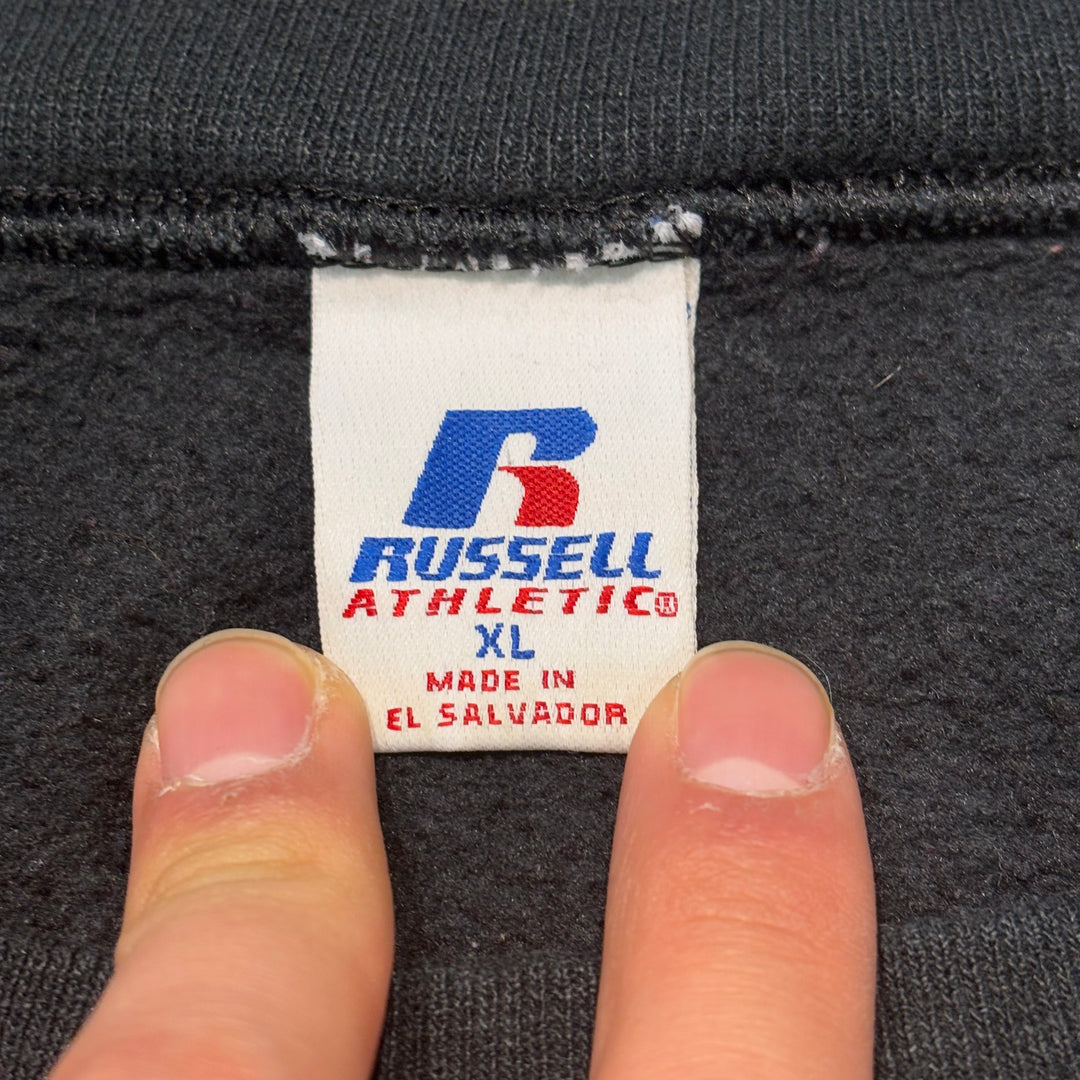 R
RUSSELL
ATHLETIC®
XL
MADE IN
EL SALVADOR